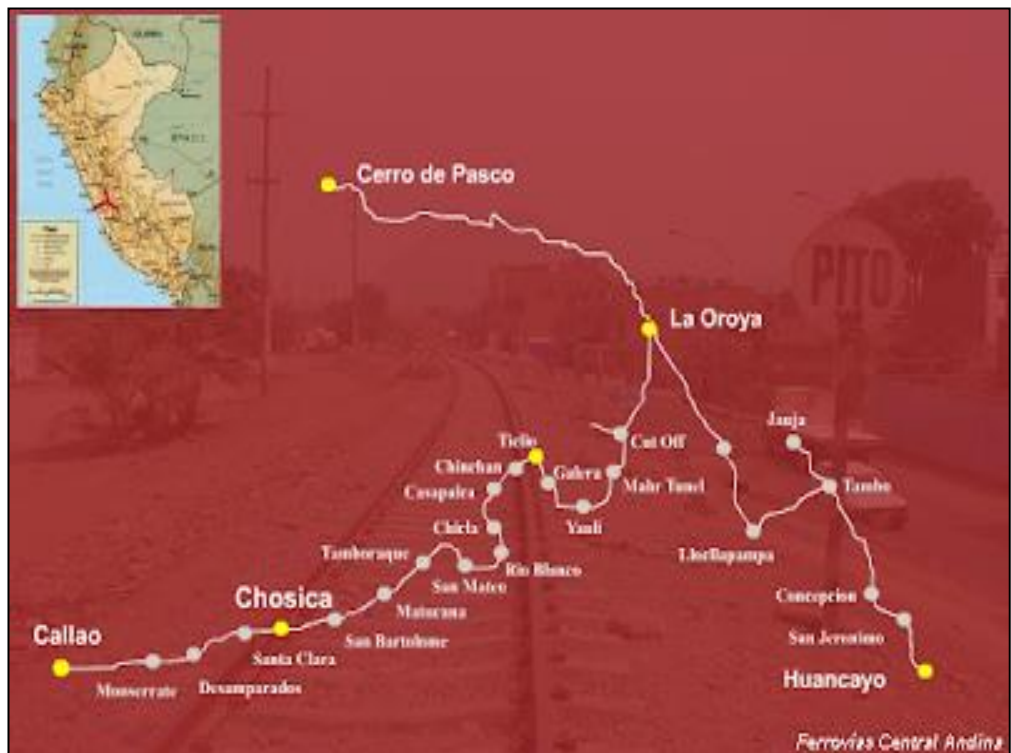 Cerro de Pasco
PITO
La Oroya
Jauja
Ticlio
Cut Off
Chinchan
Galera
Casapalca
Mahr Tunel
Tambo
Yauli
Chicla
Tamboraque
Rio Blanco
Llocllapampa
San Mateo
Chosica
Matucana
Concepcion
Callao
San Bartolome
San Jeronimo
Santa Clara
Huancayo
Monserrate
Desamparados
Ferrovías Central Andina